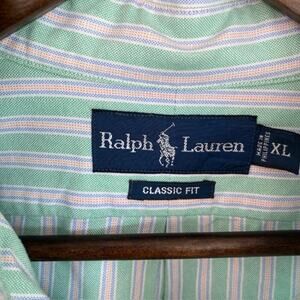 Ralph Lauren
MADE IN
PHILIPPINES
XL
CLASSIC FIT